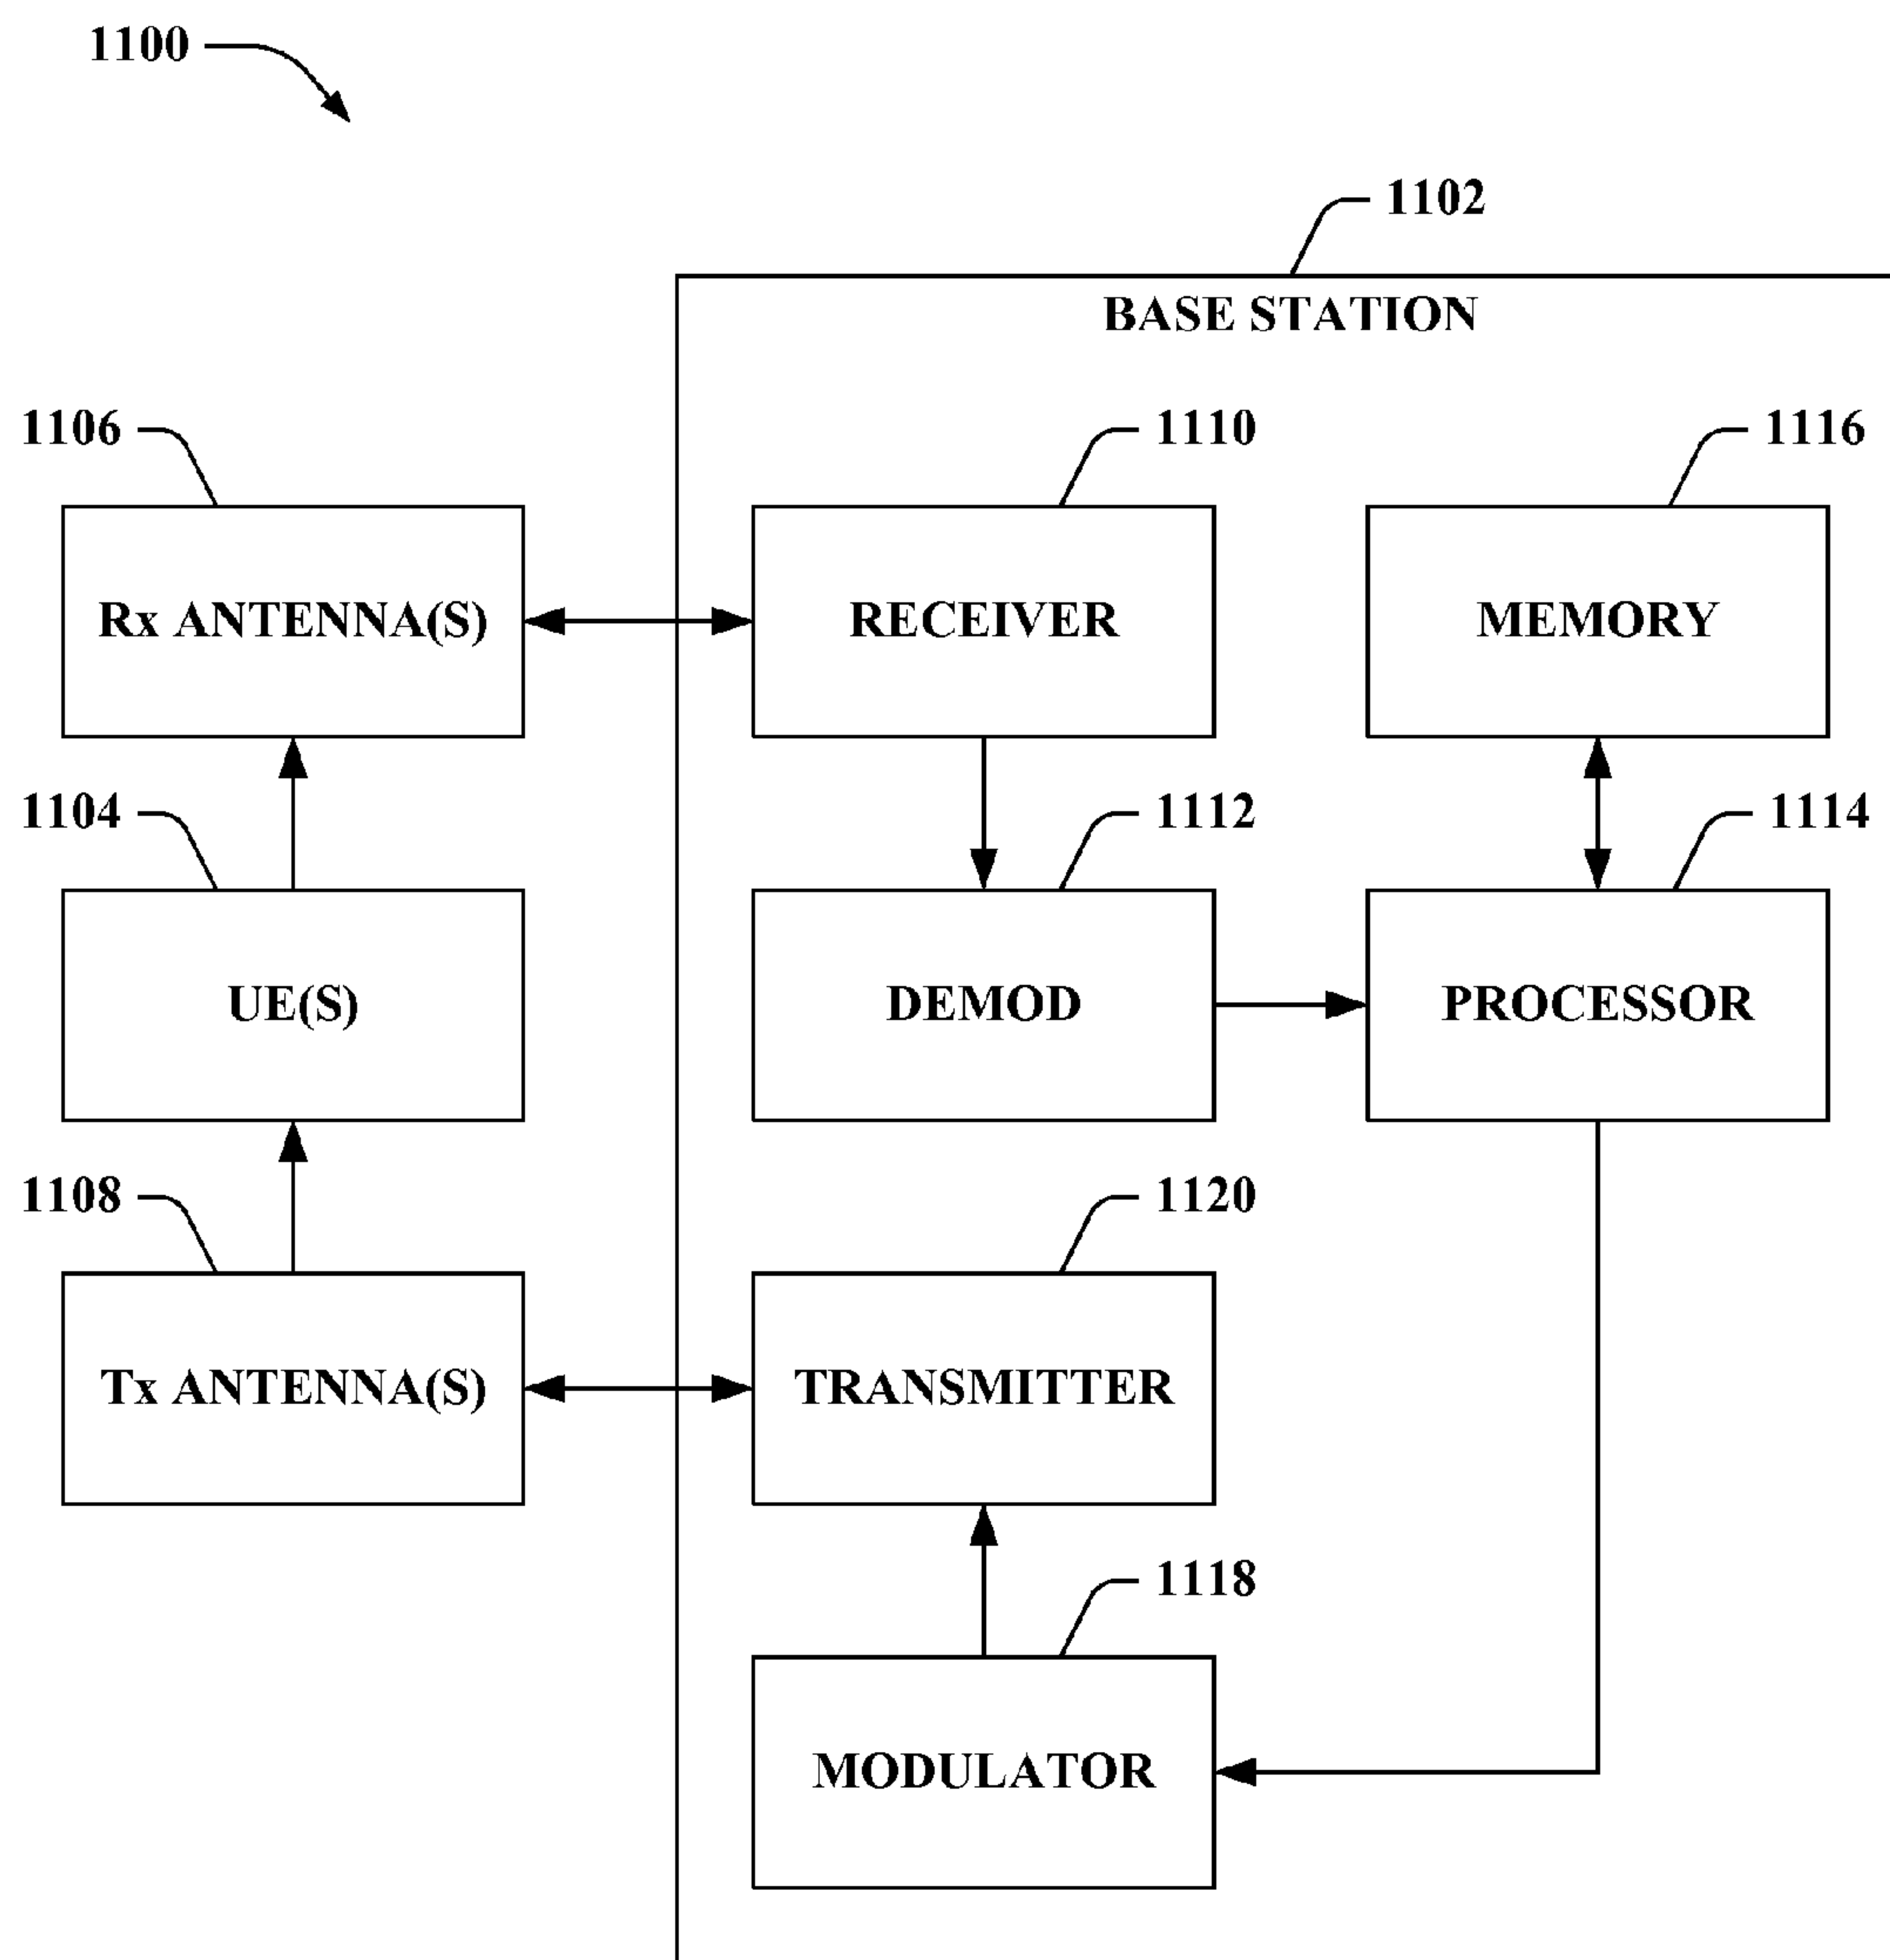 1100
1102
BASE STATION
1106
1110
1116
Rx ANTENNA(S)
RECEIVER
MEMORY
1104
1112
1114
UE(S)
DEMOD
PROCESSOR
1108
1120
Tx ANTENNA(S)
TRANSMITTER
1118
MODULATOR